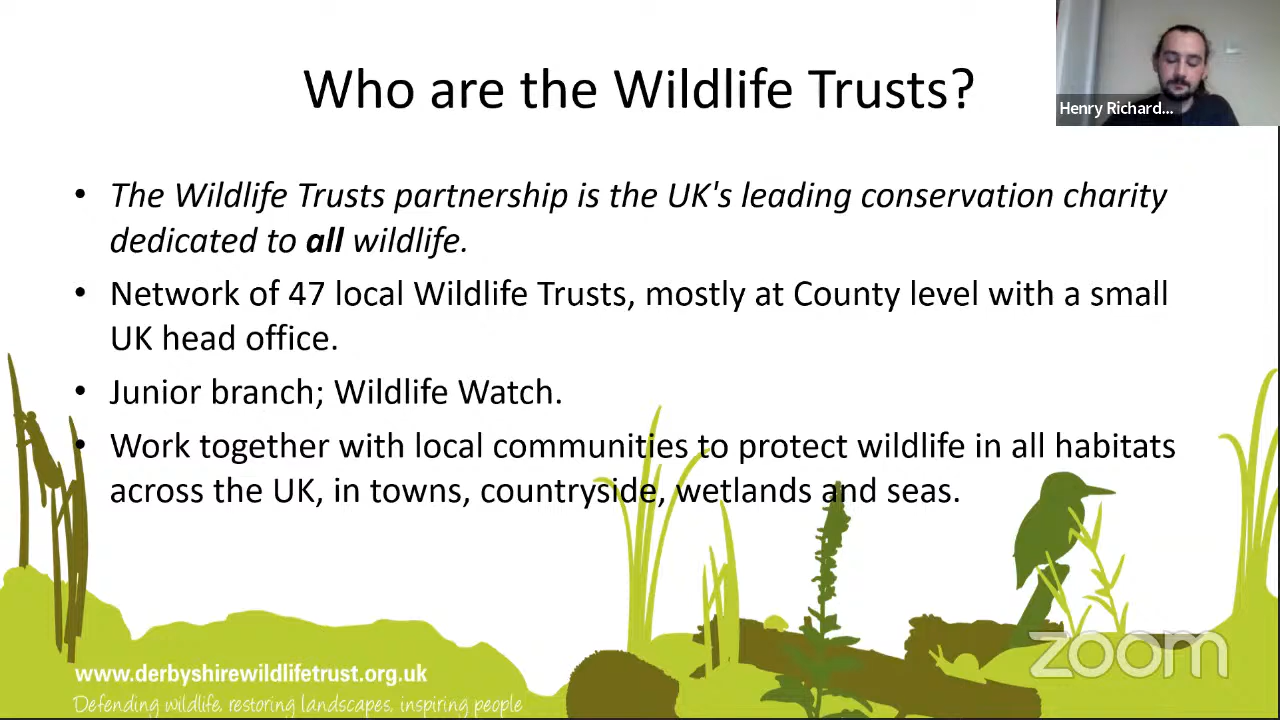 Who are the Wildlife Trusts?
Henry Richard...
• The Wildlife Trusts partnership is the UK's leading conservation charity
dedicated to all wildlife.
• Network of 47 local Wildlife Trusts, mostly at County level with a small
UK head office.
• Junior branch; Wildlife Watch.
• Work together with local communities to protect wildlife in all habitats
across the UK, in towns, countryside, wetlands and seas.
www.derbyshirewildlifetrust.org.uk
Defending wildlife, restoring landscapes, inspiring people
zoom